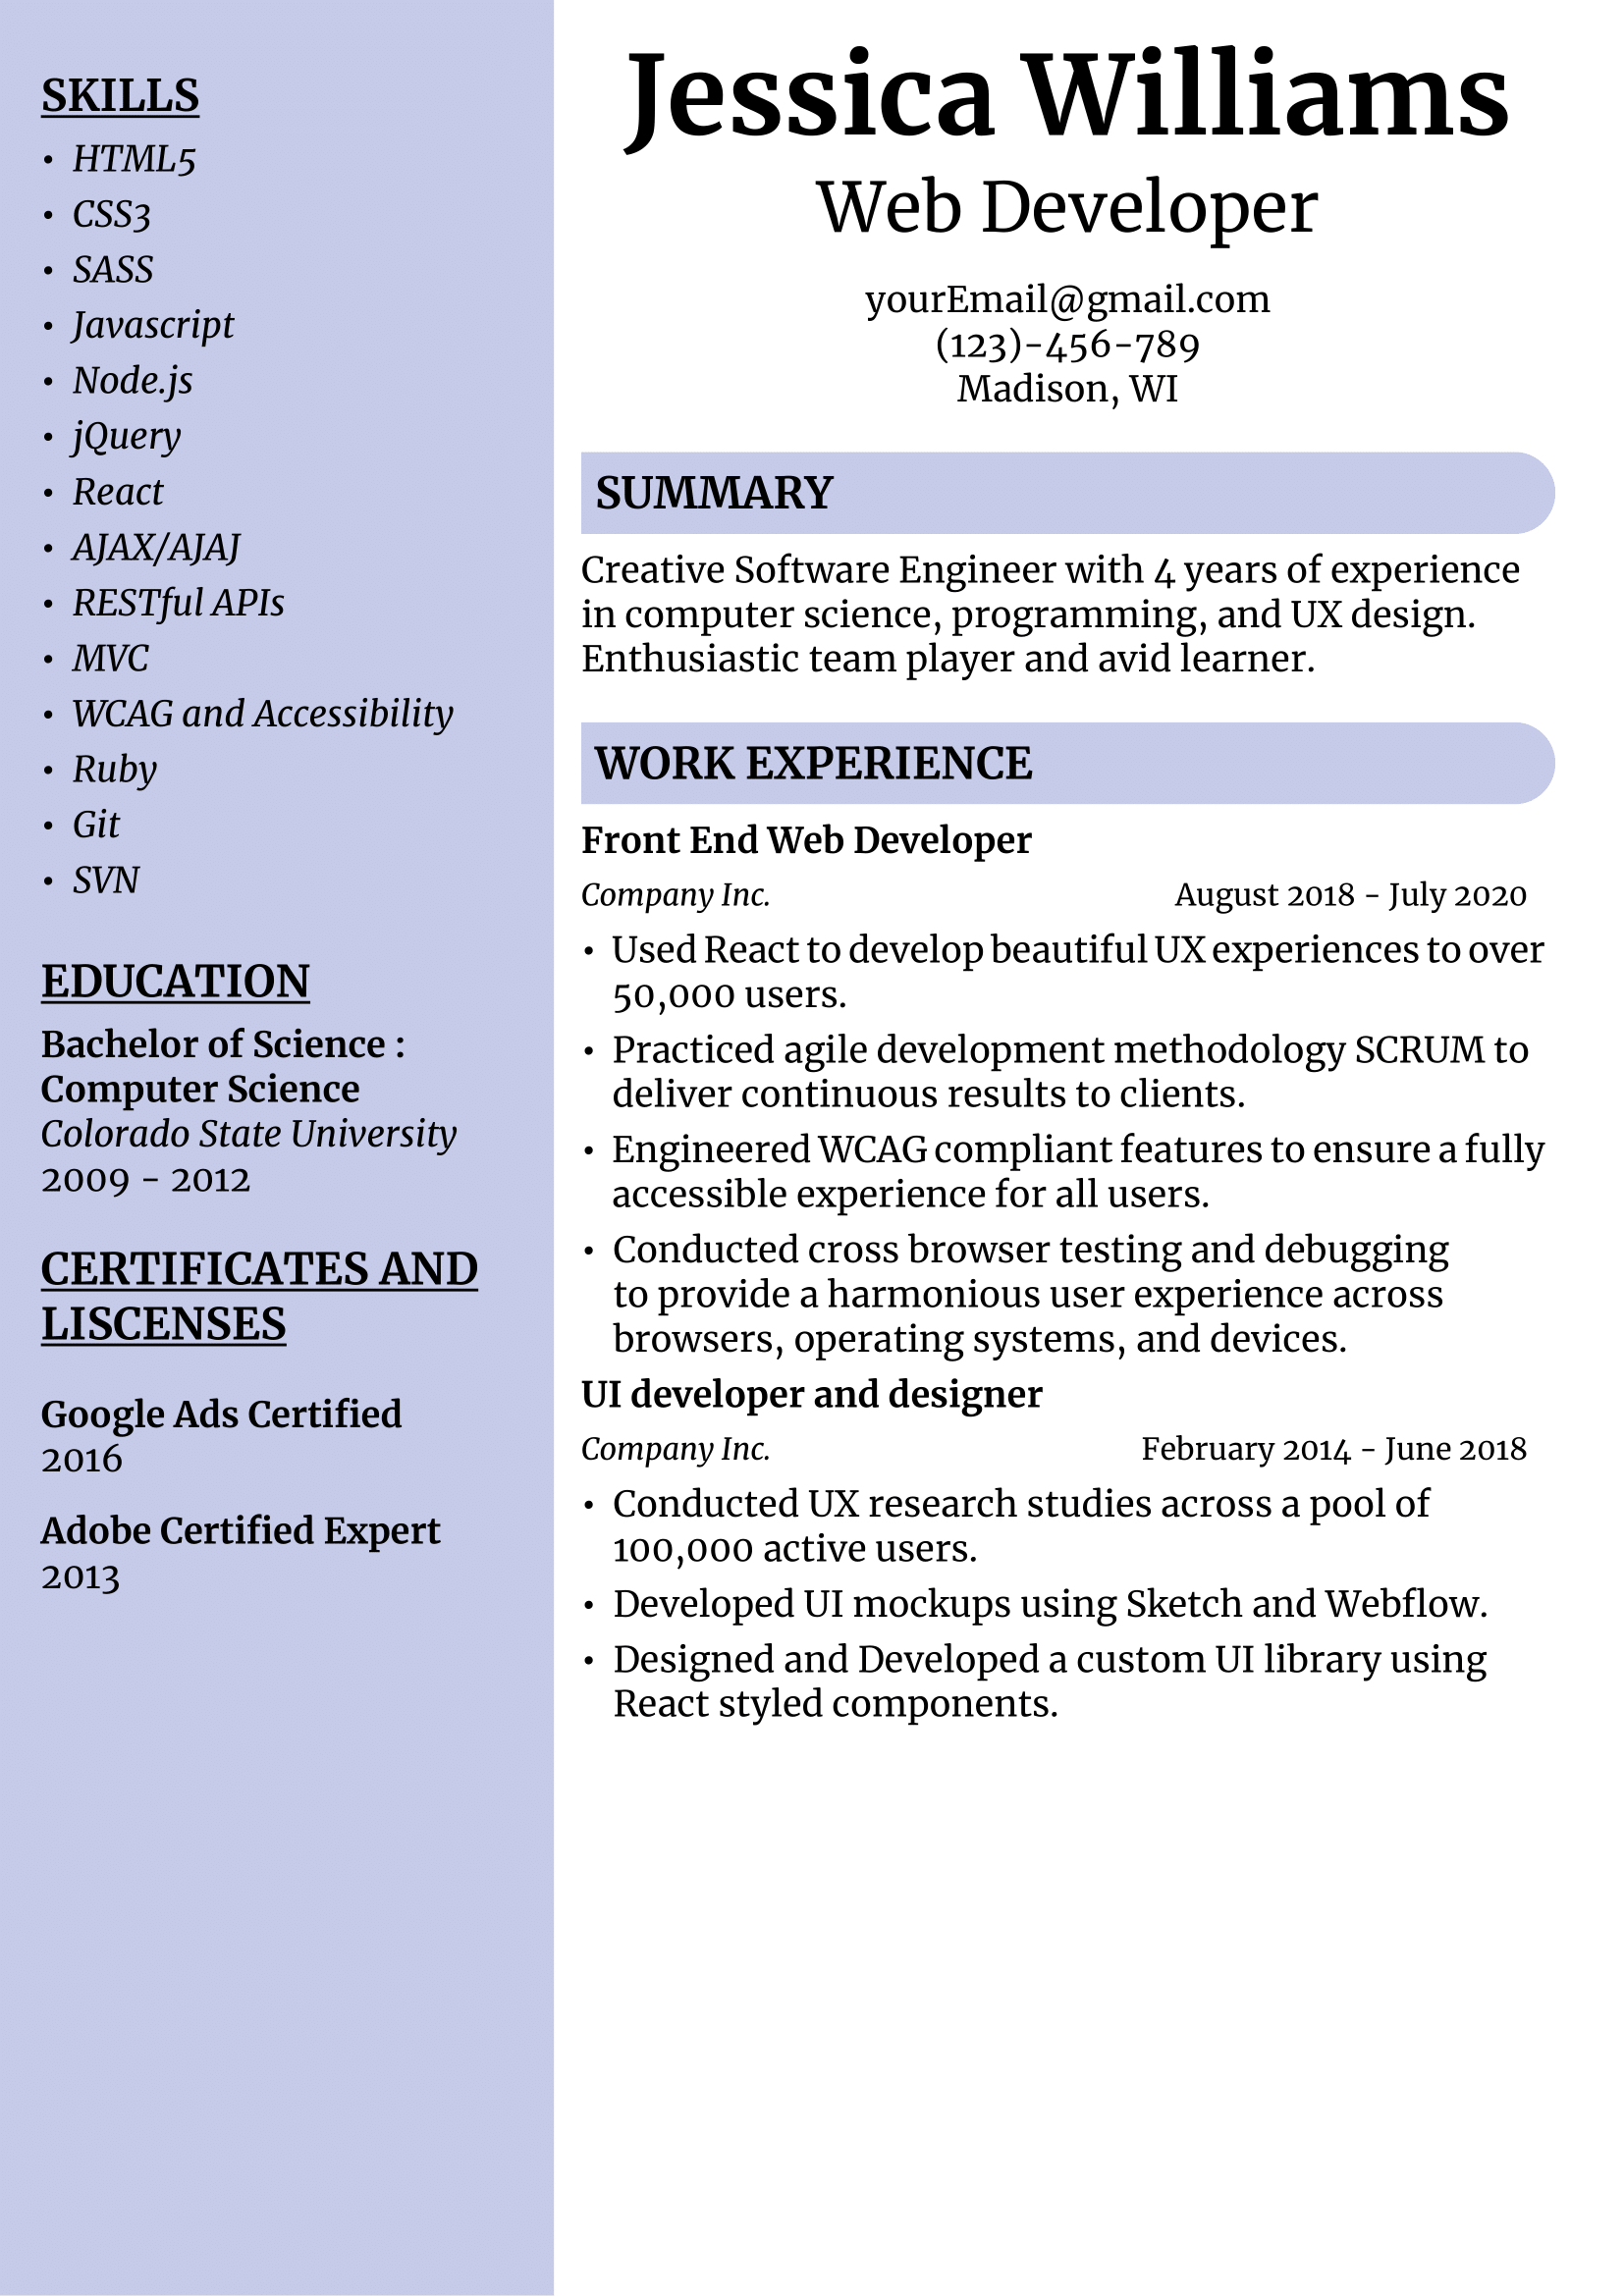 SKILLS
• HTML5
• CSS3
• SASS
• Javascript
• Node.js
• jQuery
• React
• AJAX/AJAJ
• RESTful APIs
• MVC
• WCAG and Accessibility
• Ruby
• Git
• SVN
EDUCATION
Bachelor of Science :
Computer Science
Colorado State University
2009 - 2012
CERTIFICATES AND
LISCENSES
Google Ads Certified
2016
Adobe Certified Expert
2013
Jessica Williams
Web Developer
yourEmail@gmail.com
(123)-456-789
Madison, WI
SUMMARY
Creative Software Engineer with 4 years of experience
in computer science, programming, and UX design.
Enthusiastic team player and avid learner.
WORK EXPERIENCE
Front End Web Developer
Company Inc. August 2018 - July 2020
• Used React to develop beautiful UX experiences to over
50,000 users.
• Practiced agile development methodology SCRUM to
deliver continuous results to clients.
• Engineered WCAG compliant features to ensure a fully
accessible experience for all users.
• Conducted cross browser testing and debugging
to provide a harmonious user experience across
browsers, operating systems, and devices.
UI developer and designer
Company Inc. February 2014 - June 2018
• Conducted UX research studies across a pool of
100,000 active users.
• Developed UI mockups using Sketch and Webflow.
• Designed and Developed a custom UI library using
React styled components.